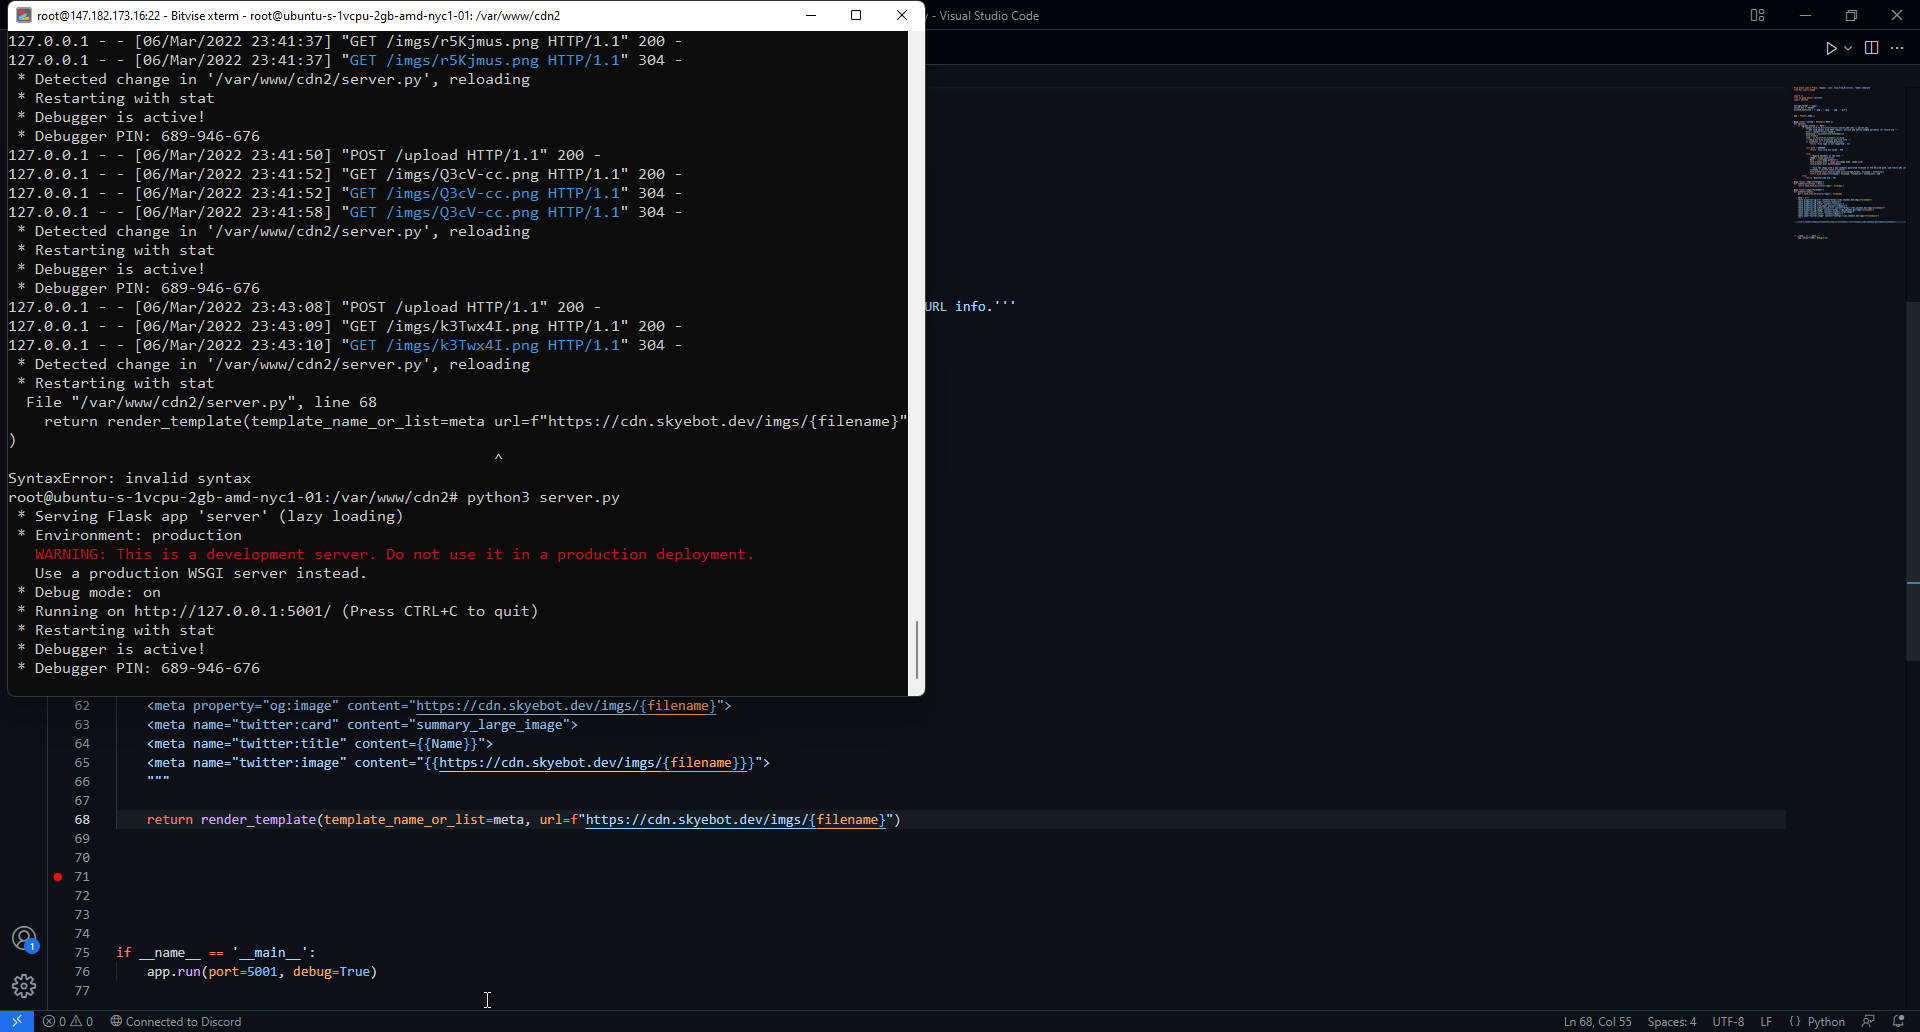 root@147.182.173.16:22 - Bitvise xterm - root@ubuntu-s-1vcpu-2gb-amd-nyc1-01: /var/www/cdn2
- Visual Studio Code
127.0.0.1 - - [06/Mar/2022 23:41:37] "GET /imgs/r5Kjmus.png HTTP/1.1" 200 -
127.0.0.1 - - [06/Mar/2022 23:41:37] "GET /imgs/r5Kjmus.png HTTP/1.1" 304 -
* Detected change in '/var/www/cdn2/server.py', reloading
* Restarting with stat
* Debugger is active!
* Debugger PIN: 689-946-676
127.0.0.1 - - [06/Mar/2022 23:41:50] "POST /upload HTTP/1.1" 200 -
127.0.0.1 - - [06/Mar/2022 23:41:52] "GET /imgs/Q3cV-cc.png HTTP/1.1" 200 -
127.0.0.1 - - [06/Mar/2022 23:41:52] "GET /imgs/Q3cV-cc.png HTTP/1.1" 304 -
127.0.0.1 - - [06/Mar/2022 23:41:58] "GET /imgs/Q3cV-cc.png HTTP/1.1" 304 -
* Detected change in '/var/www/cdn2/server.py', reloading
* Restarting with stat
* Debugger is active!
* Debugger PIN: 689-946-676
127.0.0.1 - - [06/Mar/2022 23:43:08] "POST /upload HTTP/1.1" 200 -
127.0.0.1 - - [06/Mar/2022 23:43:09] "GET /imgs/k3Twx4I.png HTTP/1.1" 200 -
127.0.0.1 - - [06/Mar/2022 23:43:10] "GET /imgs/k3Twx4I.png HTTP/1.1" 304 -
* Detected change in '/var/www/cdn2/server.py', reloading
* Restarting with stat
File "/var/www/cdn2/server.py", line 68
return render_template(template_name_or_list=meta url=f"https://cdn.skyebot.dev/imgs/{filename}"
)
^
SyntaxError: invalid syntax
root@ubuntu-s-1vcpu-2gb-amd-nyc1-01:/var/www/cdn2# python3 server.py
* Serving Flask app 'server' (lazy loading)
* Environment: production
WARNING: This is a development server. Do not use it in a production deployment.
Use a production WSGI server instead.
* Debug mode: on
* Running on http://127.0.0.1:5001/ (Press CTRL+C to quit)
* Restarting with stat
* Debugger is active!
* Debugger PIN: 689-946-676
URL info.'''
62 <meta property="og:image" content="https://cdn.skyebot.dev/imgs/{filename}">
63 <meta name="twitter:card" content="summary_large_image">
64 <meta name="twitter:title" content={{Name}}">
65 <meta name="twitter:image" content="{{https://cdn.skyebot.dev/imgs/{filename}}}">
66 """
67
68 return render_template(template_name_or_list=meta, url=f"https://cdn.skyebot.dev/imgs/{filename}")
69
70
71
72
73
74
75 if __name__ == '__main__':
76 app.run(port=5001, debug=True)
77
1
0 0 Connected to Discord
Ln 68, Col 55 Spaces: 4 UTF-8 LF {} Python